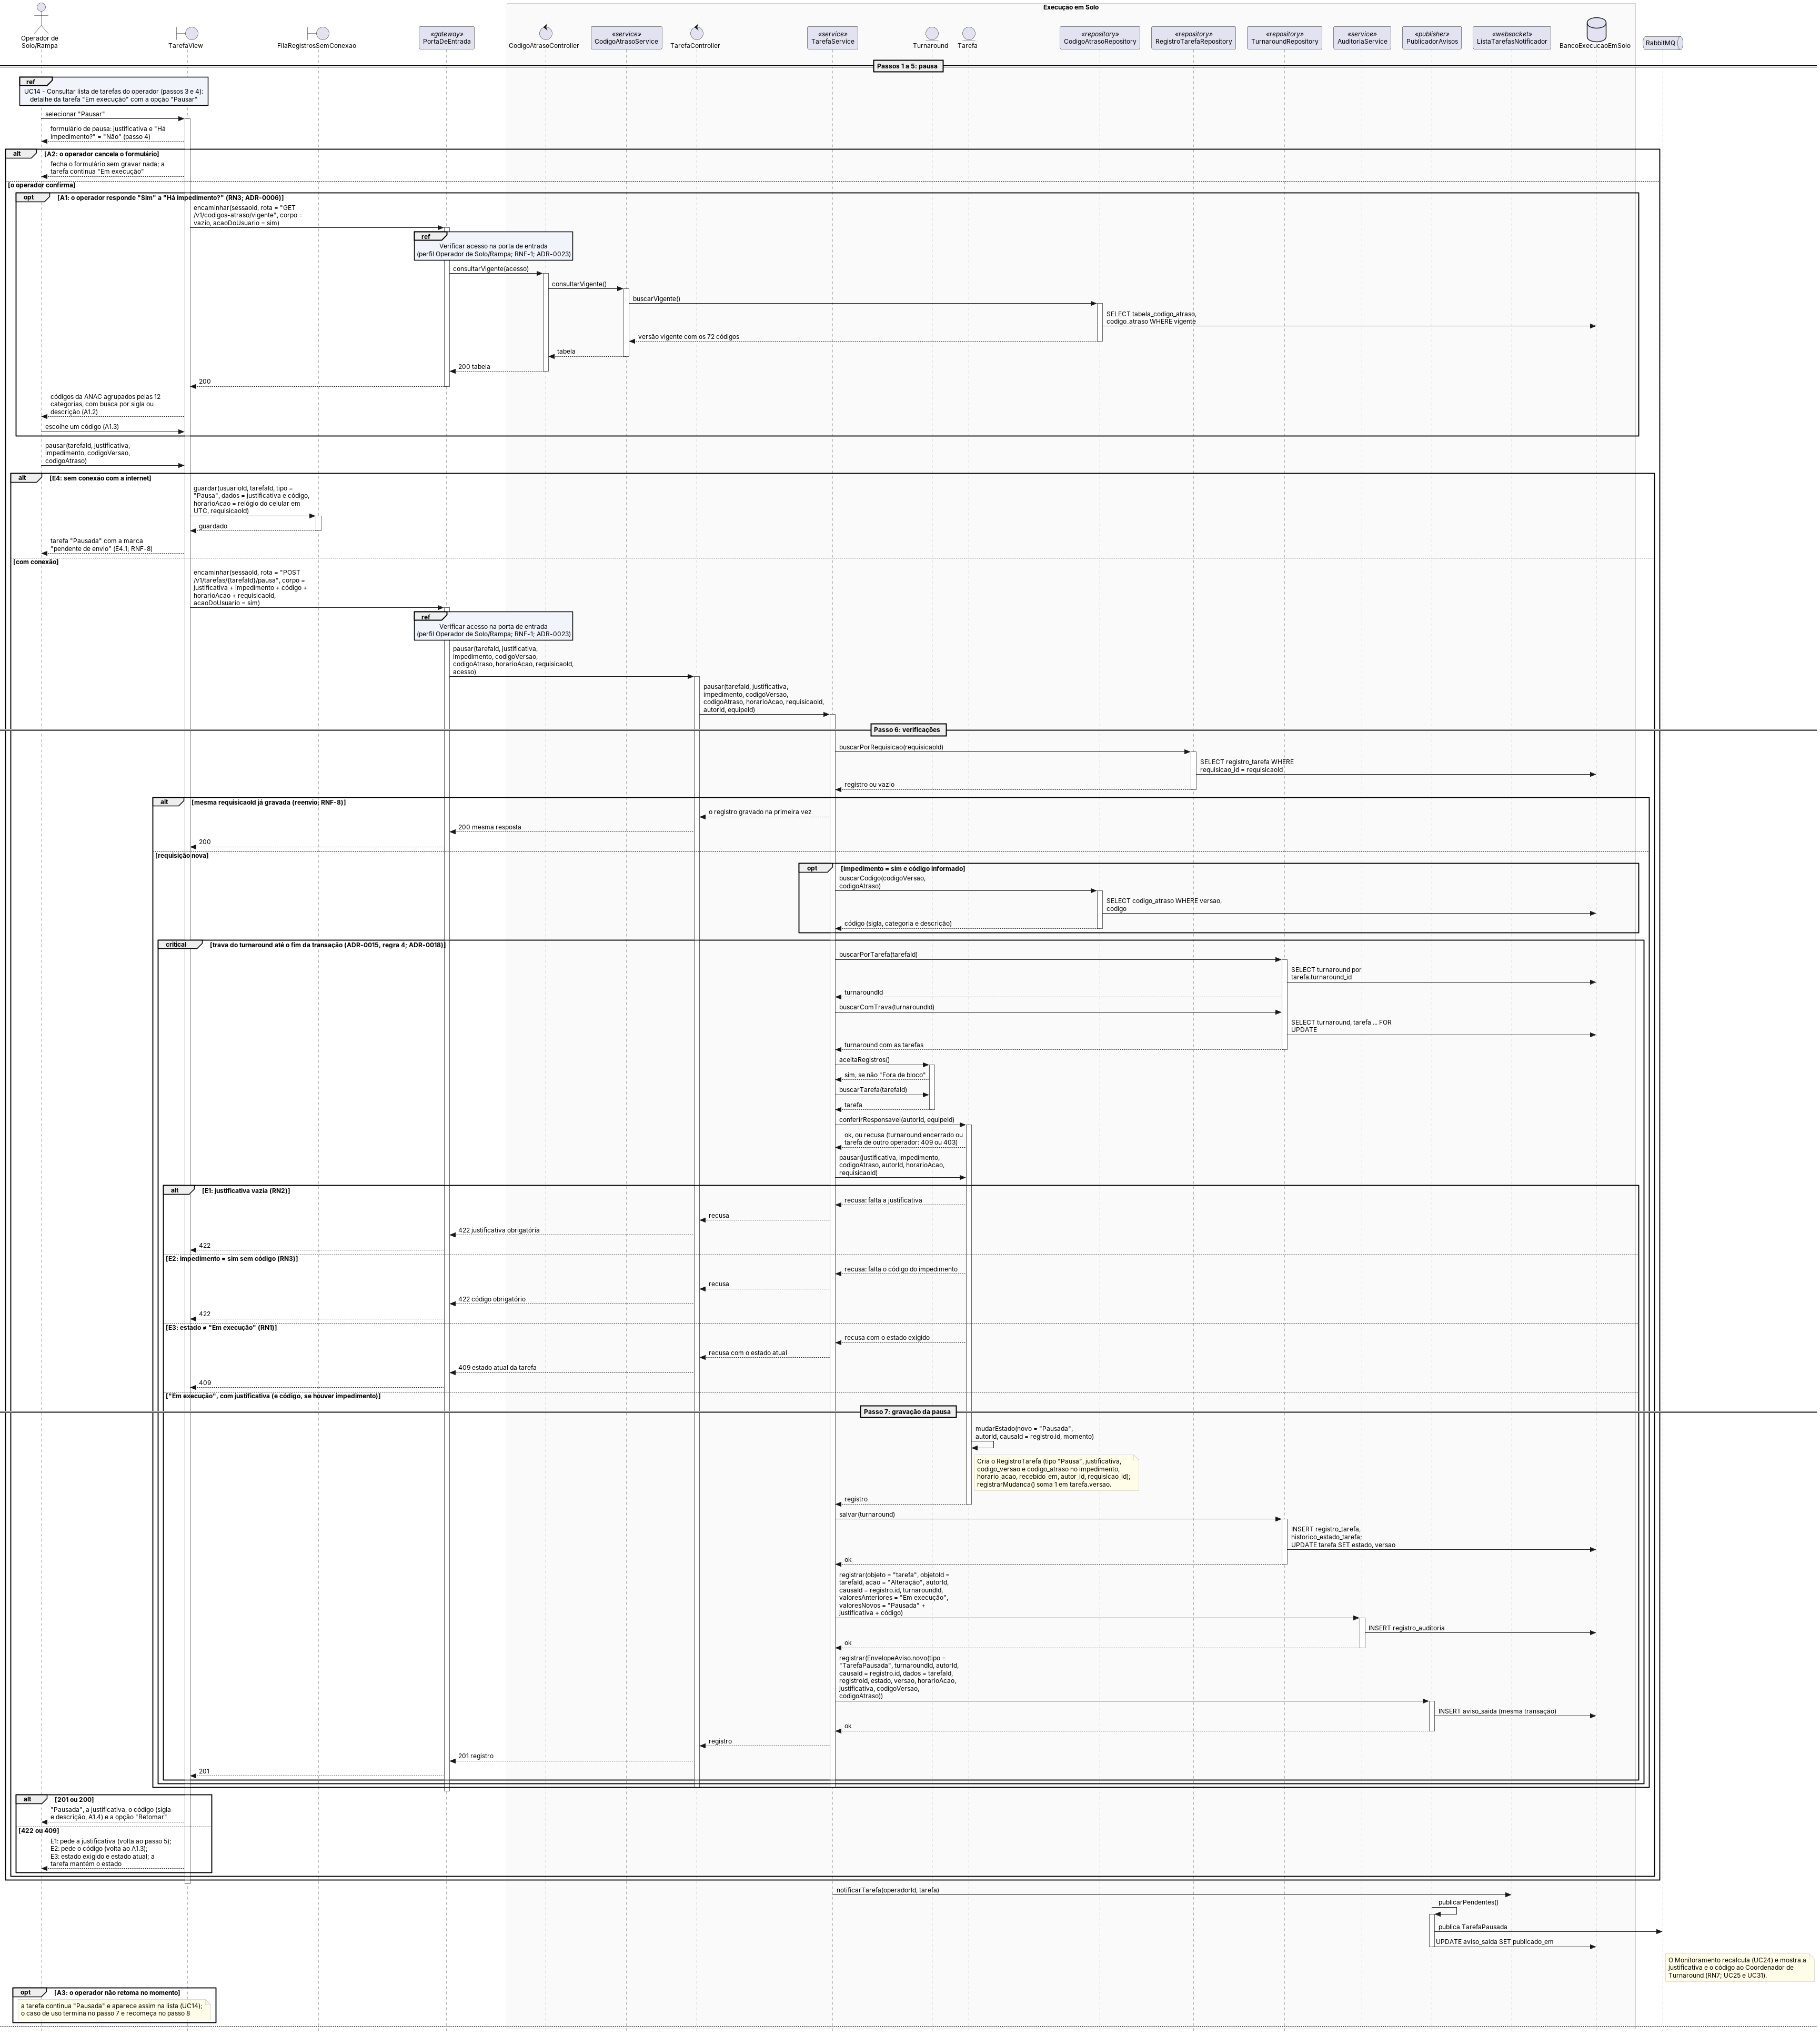 Execução em Solo
Operador de
Solo/Rampa
TarefaView
FilaRegistrosSemConexao
«gateway»
PortaDeEntrada
CodigoAtrasoController
«service»
CodigoAtrasoService
TarefaController
«service»
TarefaService
Turnaround
Tarefa
«repository»
CodigoAtrasoRepository
«repository»
RegistroTarefaRepository
«repository»
TurnaroundRepository
«service»
AuditoriaService
«publisher»
PublicadorAvisos
«websocket»
ListaTarefasNotificador
BancoExecucaoEmSolo
RabbitMQ
Passos 1 a 5: pausa
ref
UC14 - Consultar lista de tarefas do operador (passos 3 e 4):
detalhe da tarefa "Em execução" com a opção "Pausar"
selecionar "Pausar"
formulário de pausa: justificativa e "Há
impedimento?" = "Não" (passo 4)
alt
[A2: o operador cancela o formulário]
fecha o formulário sem gravar nada; a
tarefa continua "Em execução"
[o operador confirma]
opt
[A1: o operador responde "Sim" a "Há impedimento?" (RN3; ADR-0006)]
encaminhar(sessaoId, rota = "GET
/v1/codigos-atraso/vigente", corpo =
vazio, acaoDoUsuario = sim)
ref
Verificar acesso na porta de entrada
(perfil Operador de Solo/Rampa; RNF-1; ADR-0023)
consultarVigente(acesso)
consultarVigente()
buscarVigente()
SELECT tabela_codigo_atraso,
codigo_atraso WHERE vigente
versão vigente com os 72 códigos
tabela
200 tabela
200
códigos da ANAC agrupados pelas 12
categorias, com busca por sigla ou
descrição (A1.2)
escolhe um código (A1.3)
pausar(tarefaId, justificativa,
impedimento, codigoVersao,
codigoAtraso)
alt
[E4: sem conexão com a internet]
guardar(usuarioId, tarefaId, tipo =
"Pausa", dados = justificativa e código,
horarioAcao = relógio do celular em
UTC, requisicaoId)
guardado
tarefa "Pausada" com a marca
"pendente de envio" (E4.1; RNF-8)
[com conexão]
encaminhar(sessaoId, rota = "POST
/v1/tarefas/{tarefaId}/pausa", corpo =
justificativa + impedimento + código +
horarioAcao + requisicaoId,
acaoDoUsuario = sim)
ref
Verificar acesso na porta de entrada
(perfil Operador de Solo/Rampa; RNF-1; ADR-0023)
pausar(tarefaId, justificativa,
impedimento, codigoVersao,
codigoAtraso, horarioAcao, requisicaoId,
acesso)
pausar(tarefaId, justificativa,
impedimento, codigoVersao,
codigoAtraso, horarioAcao, requisicaoId,
autorId, equipeId)
Passo 6: verificações
buscarPorRequisicao(requisicaoId)
SELECT registro_tarefa WHERE
requisicao_id = requisicaoId
registro ou vazio
alt
[mesma requisicaoId já gravada (reenvio; RNF-8)]
o registro gravado na primeira vez
200 mesma resposta
200
[requisição nova]
opt
[impedimento = sim e código informado]
buscarCodigo(codigoVersao,
codigoAtraso)
SELECT codigo_atraso WHERE versao,
codigo
código (sigla, categoria e descrição)
critical
[trava do turnaround até o fim da transação (ADR-0015, regra 4; ADR-0018)]
buscarPorTarefa(tarefaId)
SELECT turnaround por
tarefa.turnaround_id
turnaroundId
buscarComTrava(turnaroundId)
SELECT turnaround, tarefa ... FOR
UPDATE
turnaround com as tarefas
aceitaRegistros()
sim, se não "Fora de bloco"
buscarTarefa(tarefaId)
tarefa
conferirResponsavel(autorId, equipeId)
ok, ou recusa (turnaround encerrado ou
tarefa de outro operador: 409 ou 403)
pausar(justificativa, impedimento,
codigoAtraso, autorId, horarioAcao,
requisicaoId)
alt
[E1: justificativa vazia (RN2)]
recusa: falta a justificativa
recusa
422 justificativa obrigatória
422
[E2: impedimento = sim sem código (RN3)]
recusa: falta o código do impedimento
recusa
422 código obrigatório
422
[E3: estado ≠ "Em execução" (RN1)]
recusa com o estado exigido
recusa com o estado atual
409 estado atual da tarefa
409
["Em execução", com justificativa (e código, se houver impedimento)]
Passo 7: gravação da pausa
mudarEstado(novo = "Pausada",
autorId, causaId = registro.id, momento)
Cria o RegistroTarefa (tipo "Pausa", justificativa,
codigo_versao e codigo_atraso no impedimento,
horario_acao, recebido_em, autor_id, requisicao_id);
registrarMudanca() soma 1 em tarefa.versao.
registro
salvar(turnaround)
INSERT registro_tarefa,
historico_estado_tarefa;
UPDATE tarefa SET estado, versao
ok
registrar(objeto = "tarefa", objetoId =
tarefaId, acao = "Alteração", autorId,
causaId = registro.id, turnaroundId,
valoresAnteriores = "Em execução",
valoresNovos = "Pausada" +
justificativa + código)
INSERT registro_auditoria
ok
registrar(EnvelopeAviso.novo(tipo =
"TarefaPausada", turnaroundId, autorId,
causaId = registro.id, dados = tarefaId,
registroId, estado, versao, horarioAcao,
justificativa, codigoVersao,
codigoAtraso))
INSERT aviso_saida (mesma transação)
ok
registro
201 registro
201
alt
[201 ou 200]
"Pausada", a justificativa, o código (sigla
e descrição, A1.4) e a opção "Retomar"
[422 ou 409]
E1: pede a justificativa (volta ao passo 5);
E2: pede o código (volta ao A1.3);
E3: estado exigido e estado atual; a
tarefa mantém o estado
notificarTarefa(operadorId, tarefa)
publicarPendentes()
publica TarefaPausada
UPDATE aviso_saida SET publicado_em
O Monitoramento recalcula (UC24) e mostra a
justificativa e o código ao Coordenador de
Turnaround (RN7; UC25 e UC31).
opt
[A3: o operador não retoma no momento]
a tarefa continua "Pausada" e aparece assim na lista (UC14);
o caso de uso termina no passo 7 e recomeça no passo 8